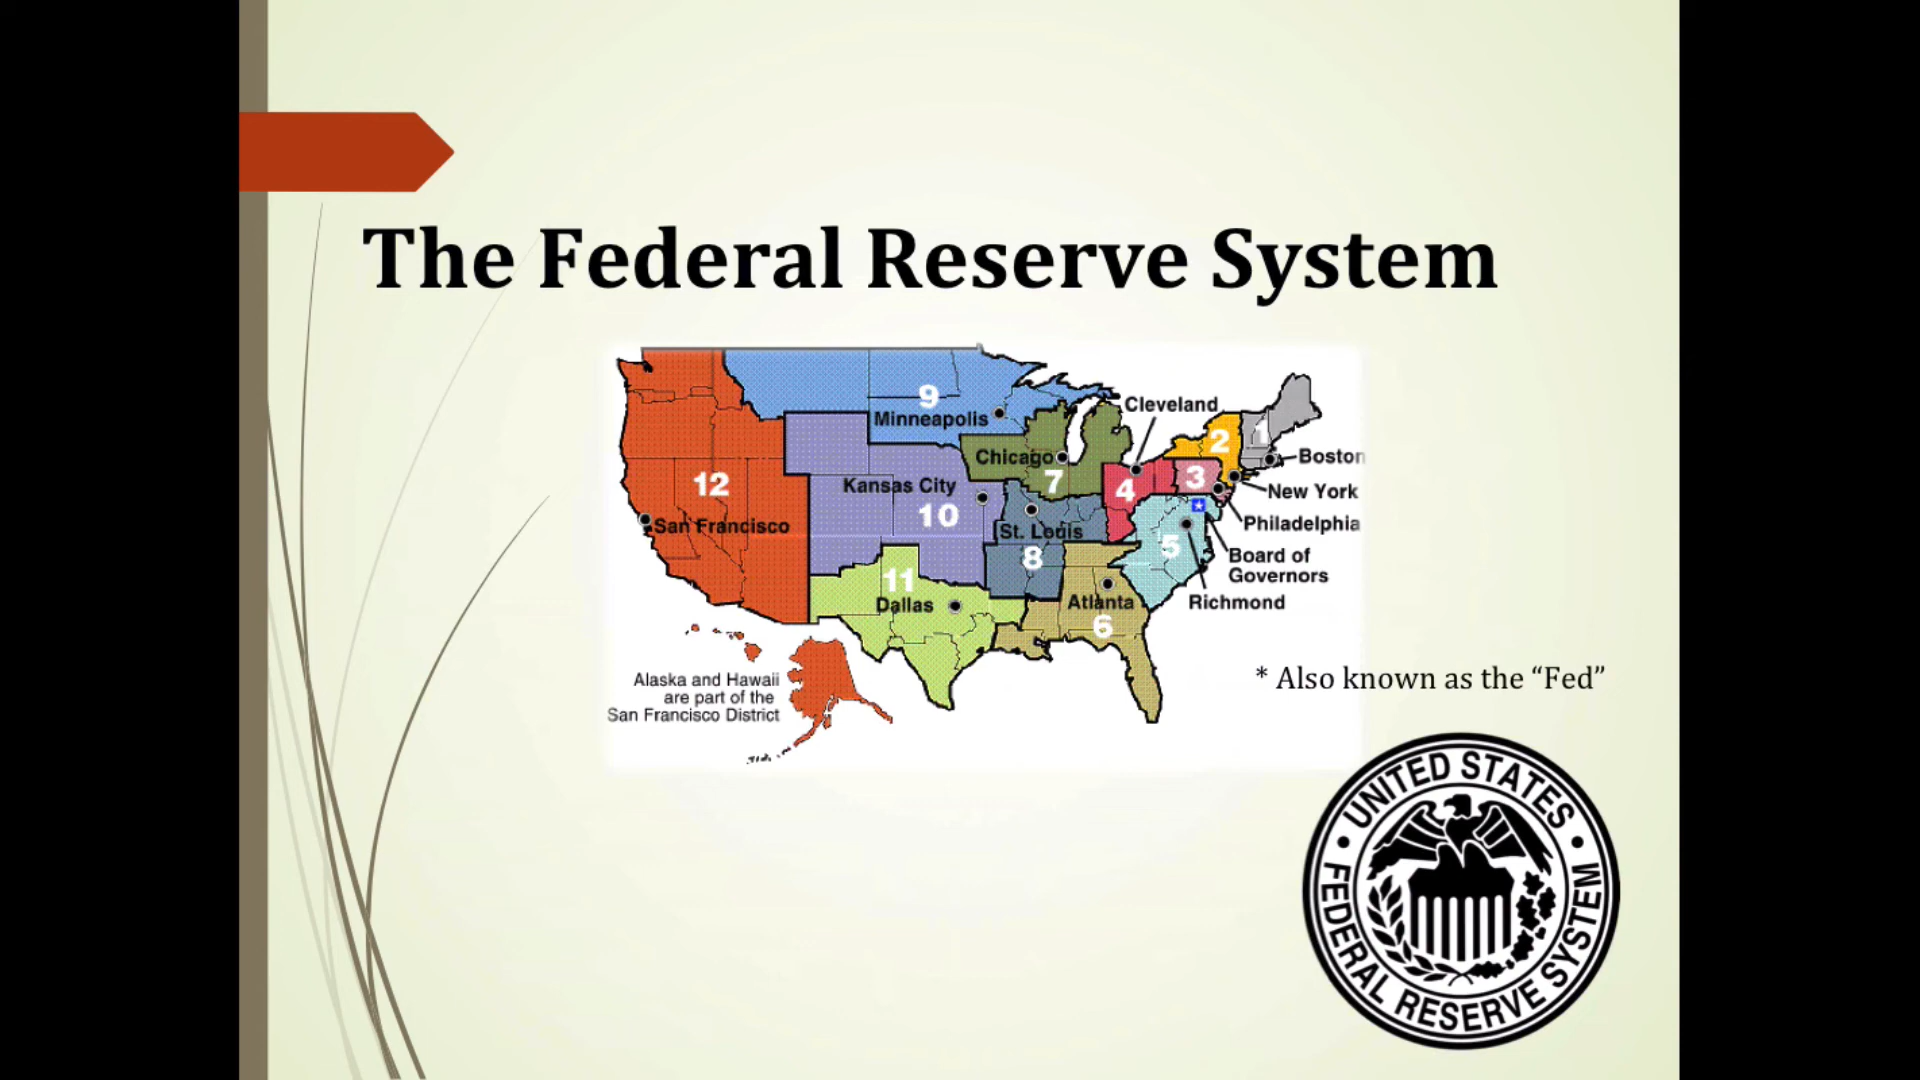 The Federal Reserve System
Cleveland
9
Minneapolis
2
1
Chicago
Boston
12
7
4
3
Kansas City
New York
10
San Francisco
St. Louis
Philadelphia
5
8
Board of
Governors
11
Dallas
Atlanta
Richmond
6
Alaska and Hawaii
are part of the
San Francisco District
* Also known as the “Fed”
UNITED STATES
FEDERAL RESERVE SYSTEM